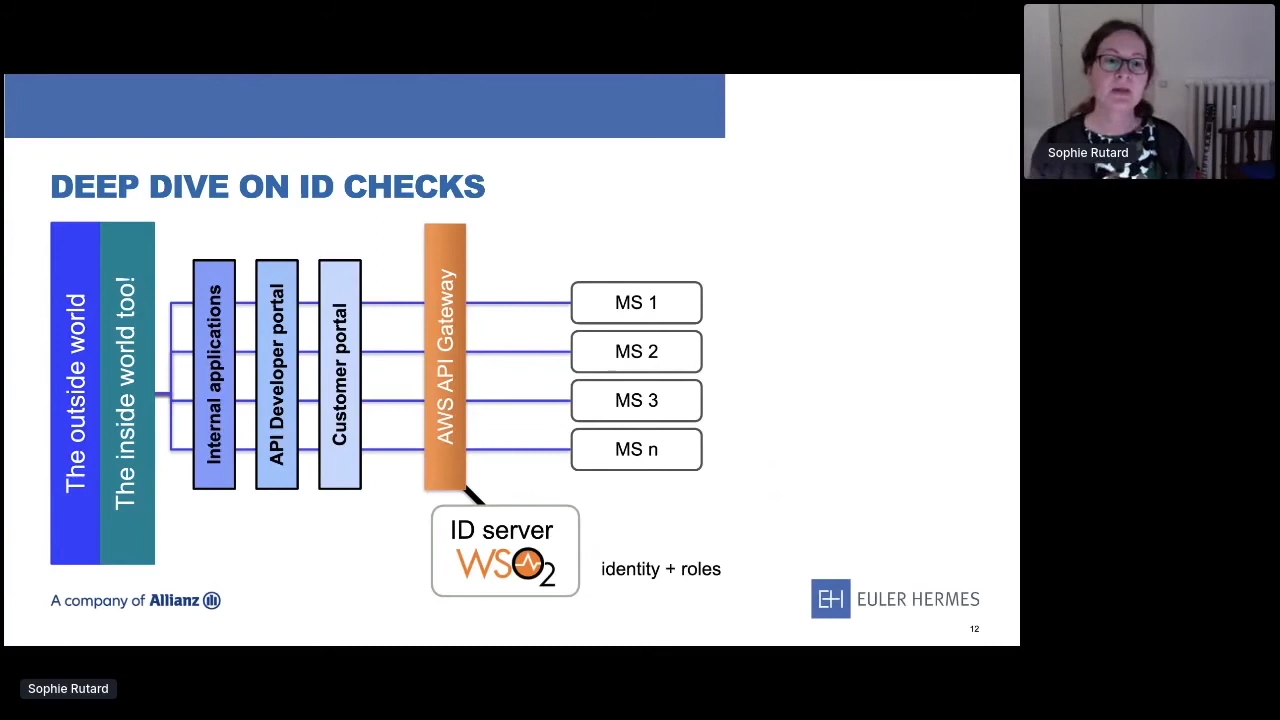 Sophie Rutard
DEEP DIVE ON ID CHECKS
The outside world
The inside world too!
Internal applications
API Developer portal
Customer portal
AWS API Gateway
MS 1
MS 2
MS 3
MS n
ID server
WSO2
identity + roles
A company of Allianz
EH EULER HERMES
12
Sophie Rutard